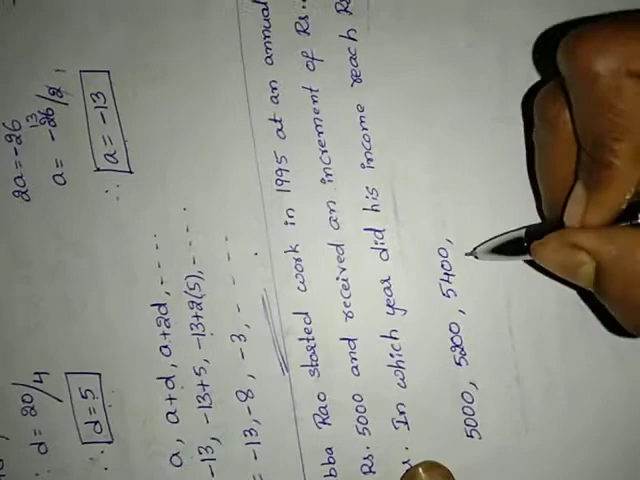 2a = -26
a = -26/2
13
∴ a = -13
∴ d = 20/4
∴ d = 5
a, a+d, a+2d, ----
-13, -13+5, -13+2(5), ----
= -13, -8, -3, - - - -
bba Rao started work in 1995 at an annual
Rs. 5000 and received an increment of Rs..
r. In which year did his income reach Rs
5000, 5200, 5400,